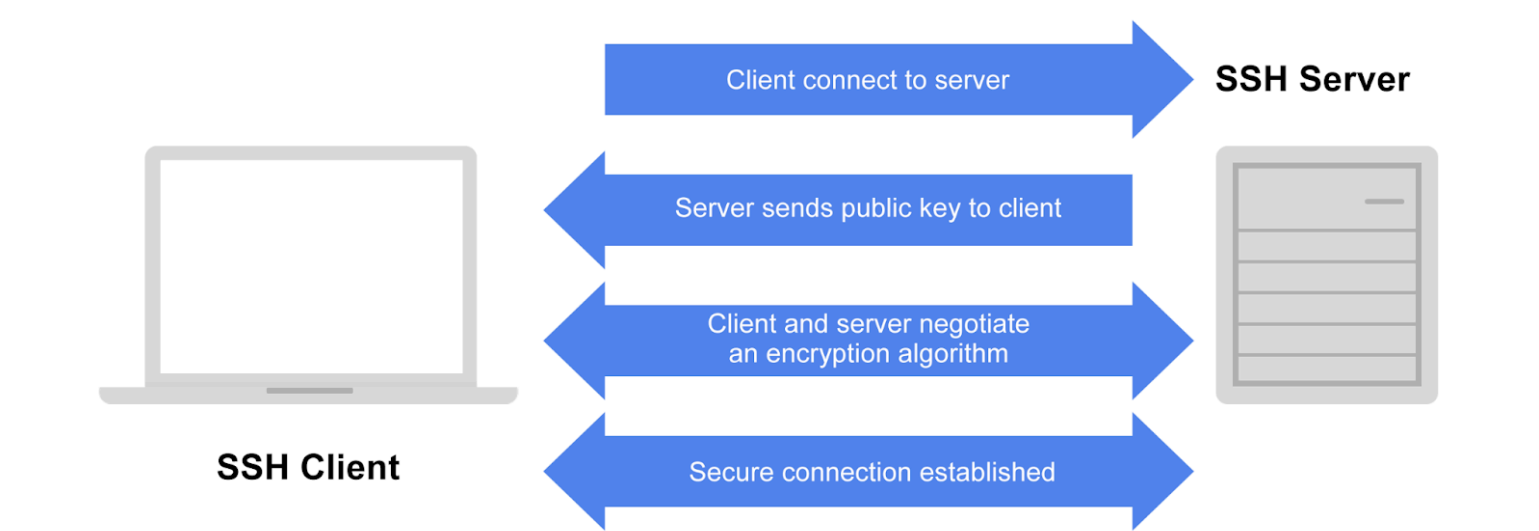 Client connect to server
SSH Server
Server sends public key to client
Client and server negotiate
an encryption algorithm
SSH Client
Secure connection established